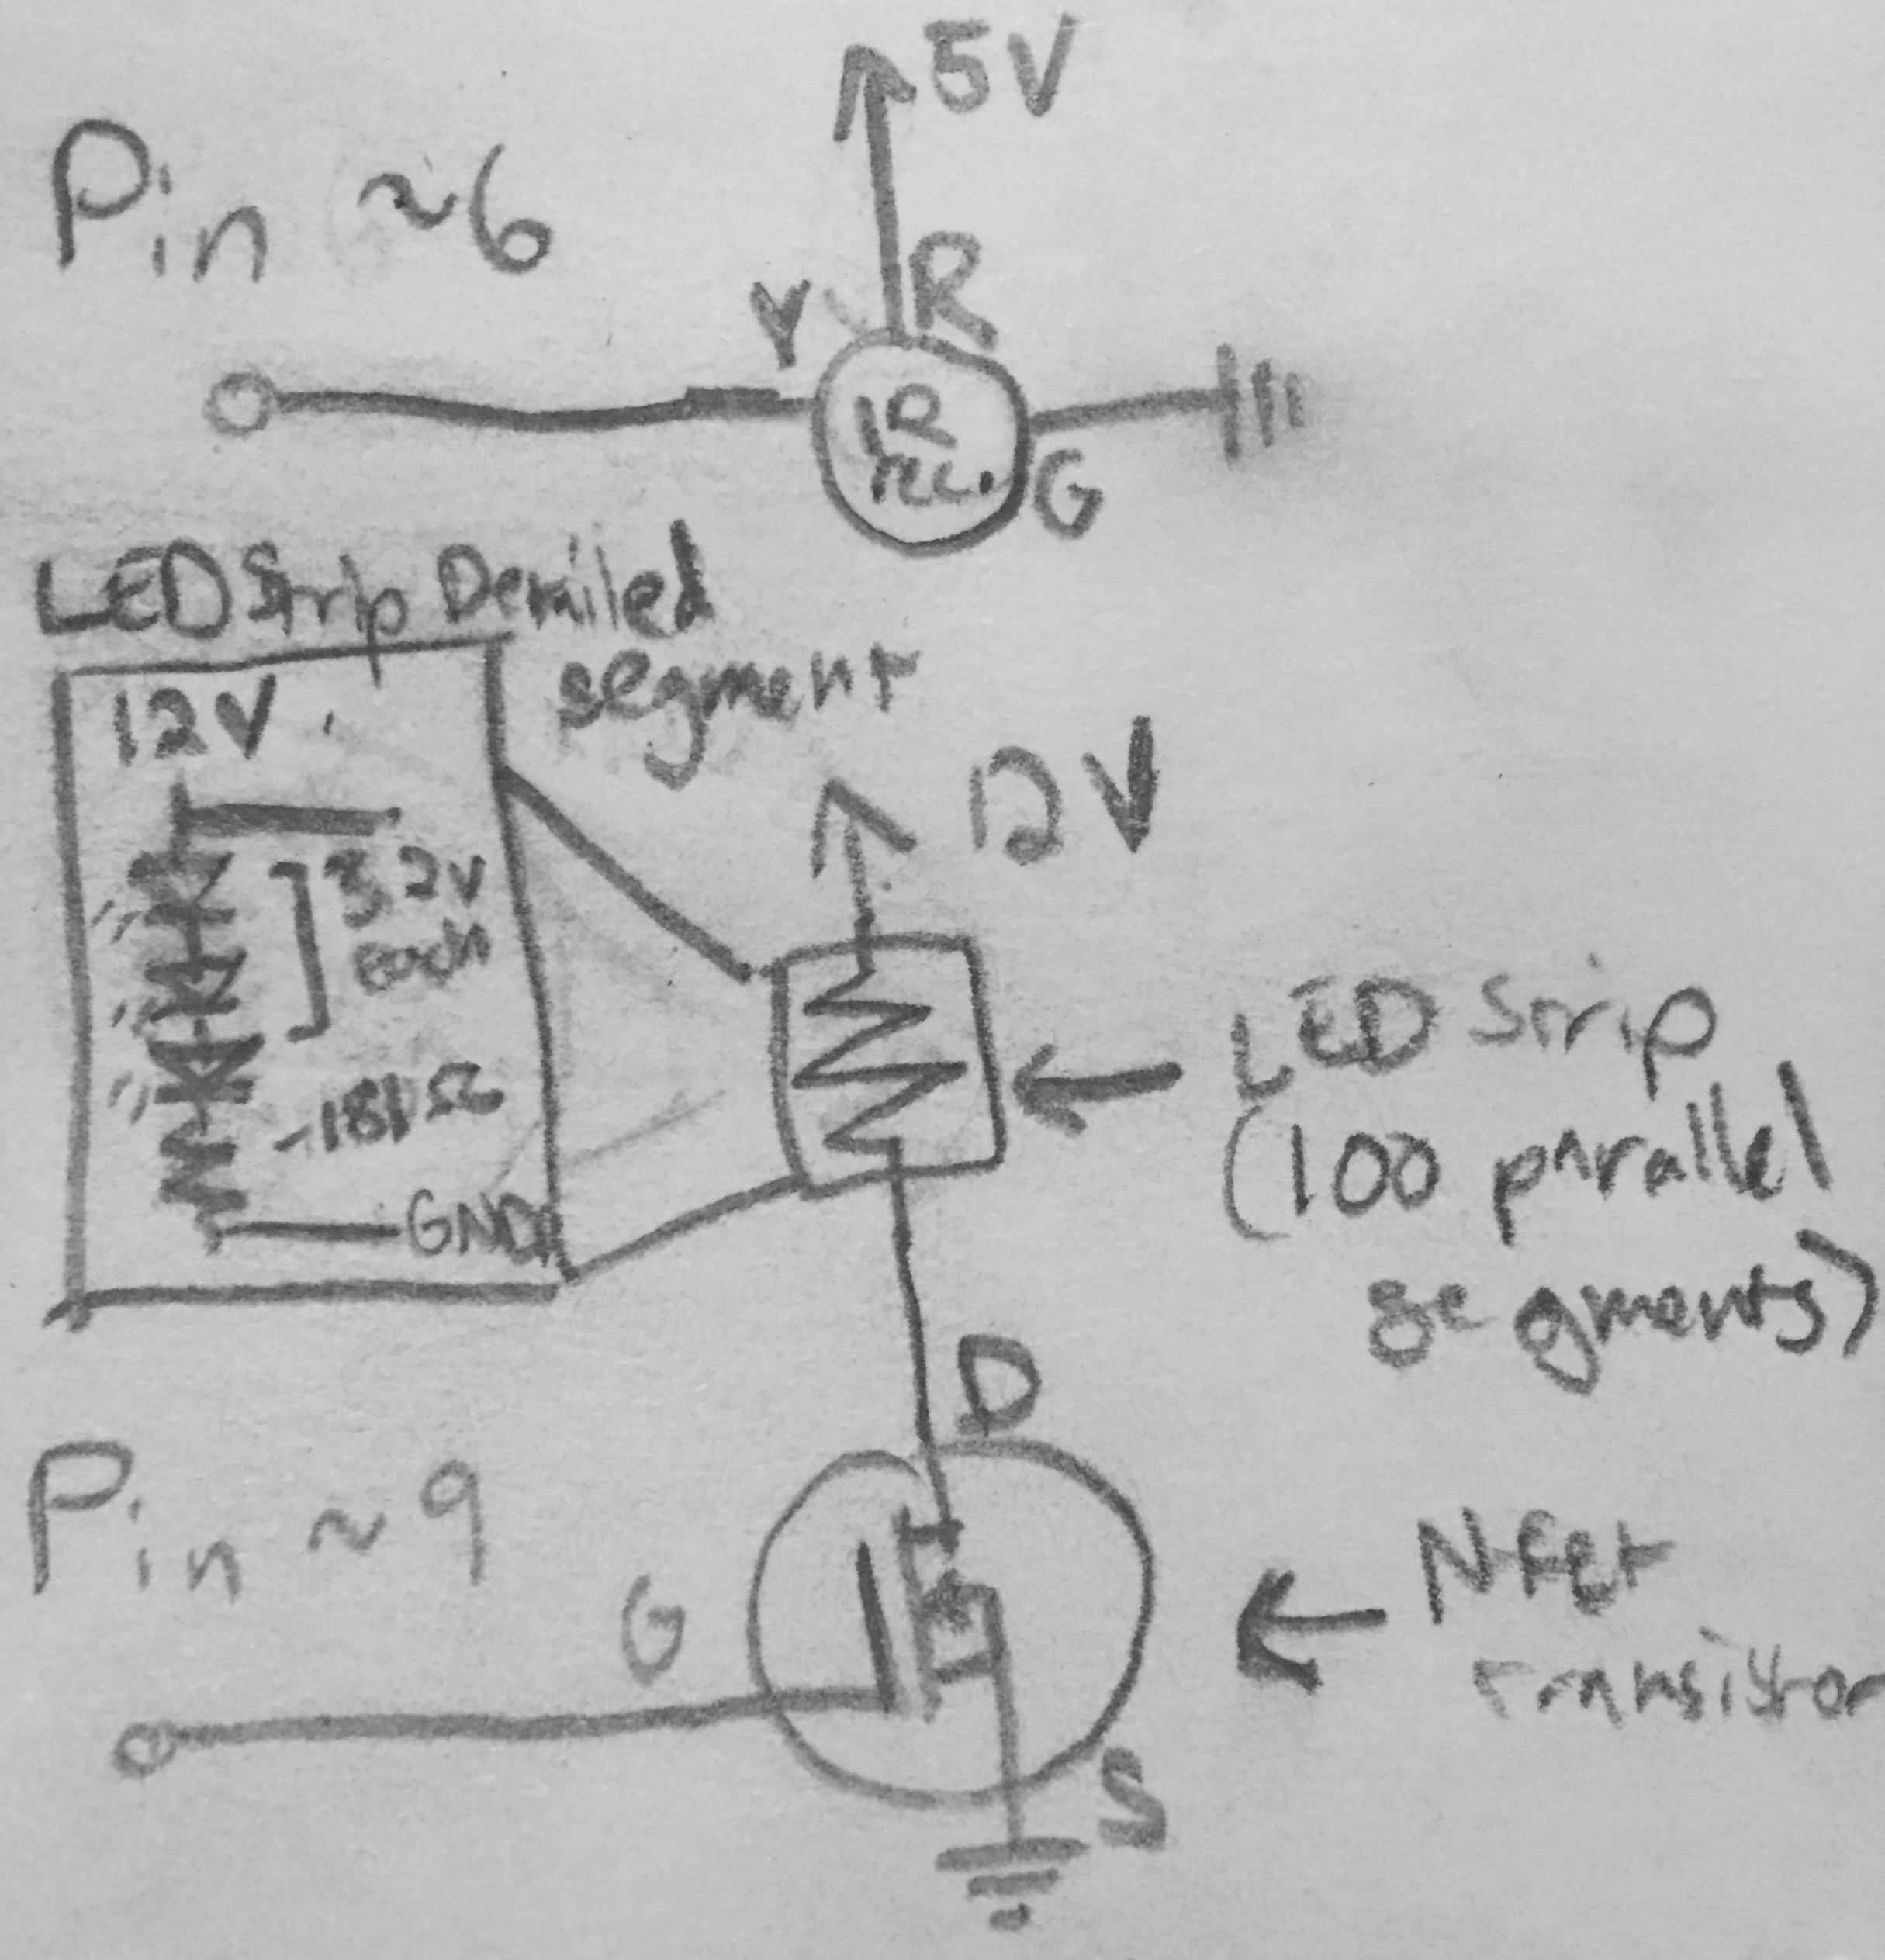 5V
Pin ~6
R
Y
IR
rec.
G
LED Strip Detailed
segment
12V
12V
3.2v
each
181Ω
GND
LED Strip
(100 parallel
segments)
D
Pin ~9
G
Nfet
transistor
S